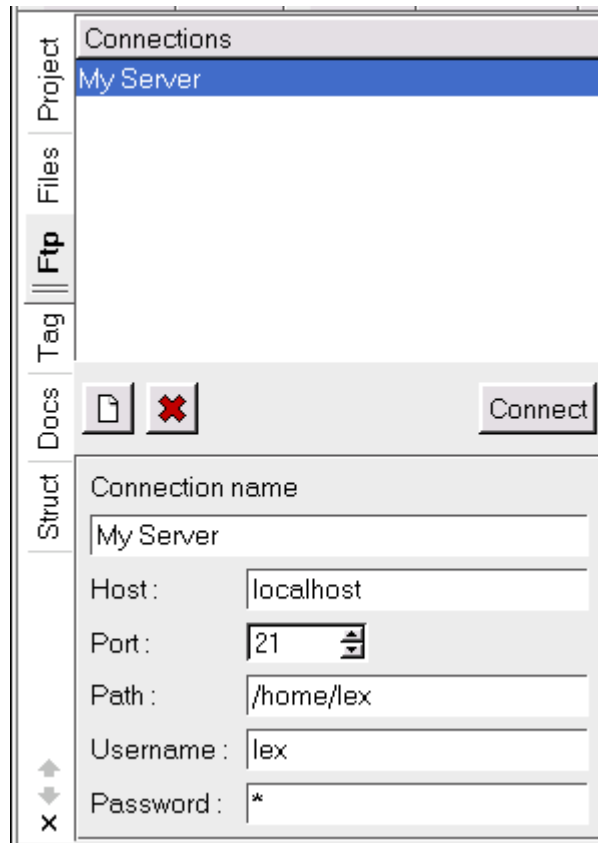 Connections
My Server
Project
Files
Ftp
Tag
Docs
Struct
Connect
Connection name
My Server
Host :
localhost
Port :
21
Path :
/home/lex
Username :
lex
Password :
*